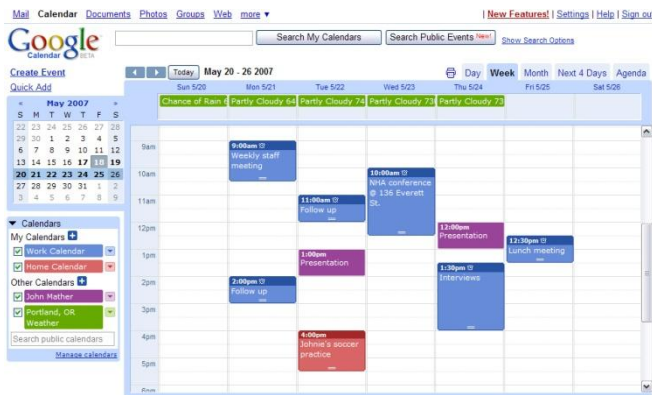 Mail Calendar Documents Photos Groups Web more ▼
New Features! | Settings | Help | Sign ou
Google
Calendar BETA
Search My Calendars
Search Public Events New!
Show Search Options
Create Event
Quick Add
Today May 20 - 26 2007
Day Week Month Next 4 Days Agenda
« May 2007 »
S M T W T F S
22 23 24 25 26 27 28
29 30 1 2 3 4 5
6 7 8 9 10 11 12
13 14 15 16 17 18 19
20 21 22 23 24 25 26
27 28 29 30 31 1 2
3 4 5 6 7 8 9
Calendars
My Calendars
Work Calendar
Home Calendar
Other Calendars
John Mather
Portland, OR
Weather
Search public calendars
Manage calendars
Sun 5/20 Mon 5/21 Tue 5/22 Wed 5/23 Thu 5/24 Fri 5/25 Sat 5/26
Chance of Rain 6 Partly Cloudy 64 Partly Cloudy 74 Partly Cloudy 73 Partly Cloudy 73
9am
10am
11am
12pm
1pm
2pm
3pm
4pm
5pm
6pm
9:00am
Weekly staff
meeting
2:00pm
Follow up
11:00am
Follow up
1:00pm
Presentation
4:00pm
Johnie's soccer
practice
10:00am
NHA conference
@ 136 Everett
St.
12:00pm
Presentation
1:30pm
Interviews
12:30pm
Lunch meeting